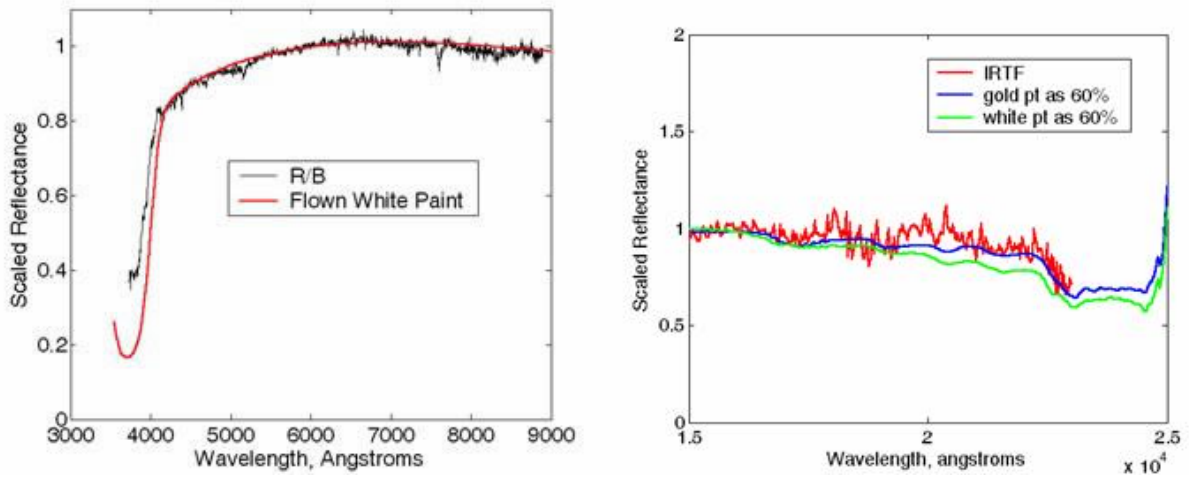 1
0.8
0.6
0.4
0.2
0
3000 4000 5000 6000 7000 8000 9000
Scaled Reflectance
Wavelength, Angstroms
R/B
Flown White Paint
2
1.5
1
0.5
0
1.5 2 2.5
x 10^4
Scaled Reflectance
Wavelength, angstroms
IRTF
gold pt as 60%
white pt as 60%